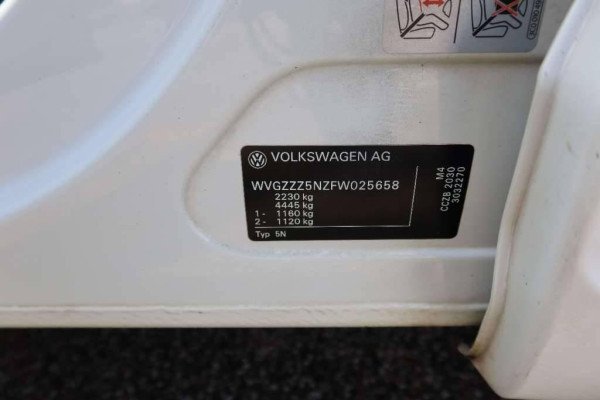 VOLKSWAGEN AG
WVGZZZ5NZFW025658
2230 kg
4445 kg
1 - 1160 kg
2 - 1120 kg
Typ 5N
M4
CCZB 2030
3032270